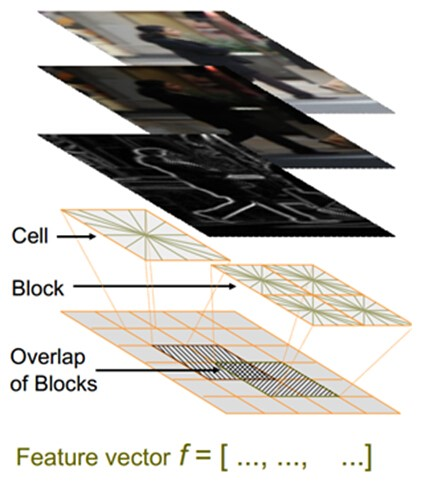 Cell
Block
Overlap
of Blocks
Feature vector f = [ ..., ...,    ...]